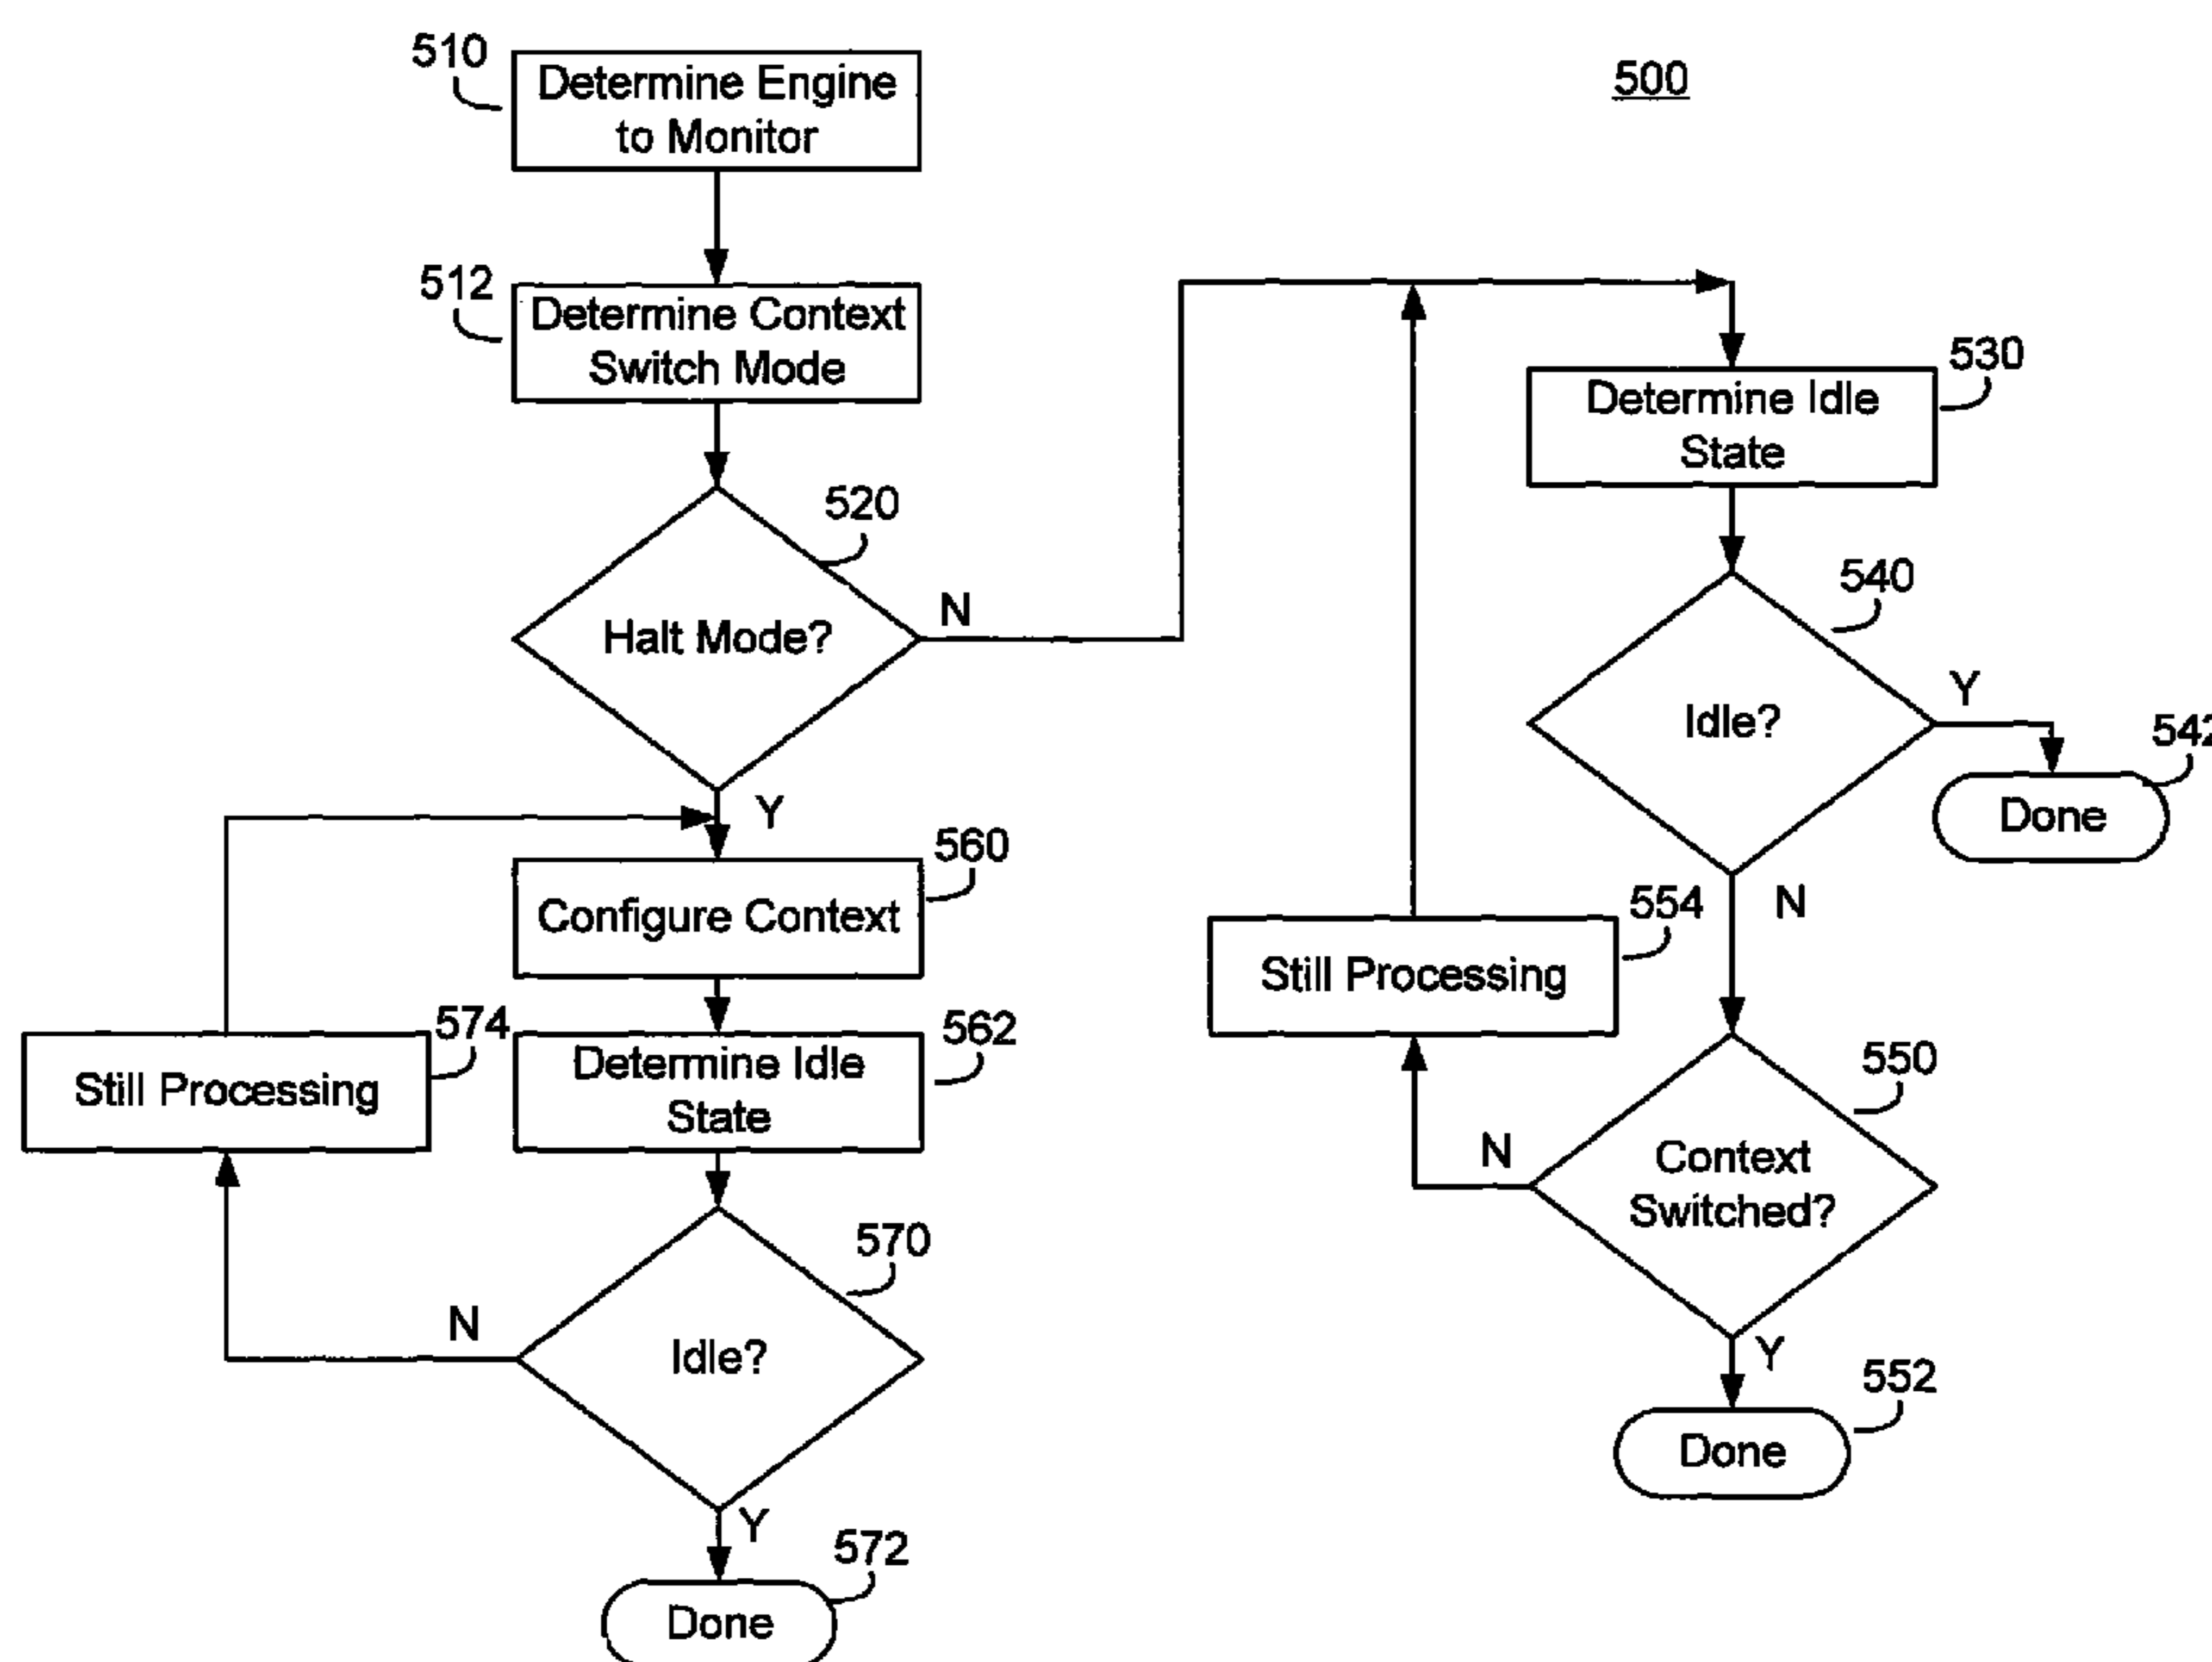 510
Determine Engine
to Monitor
500
512
Determine Context
Switch Mode
520
Halt Mode?
N
Y
530
Determine Idle
State
540
Idle?
Y
542
Done
N
560
Configure Context
554
Still Processing
574
Still Processing
562
Determine Idle
State
550
Context
Switched?
N
Y
552
Done
570
Idle?
N
Y
572
Done